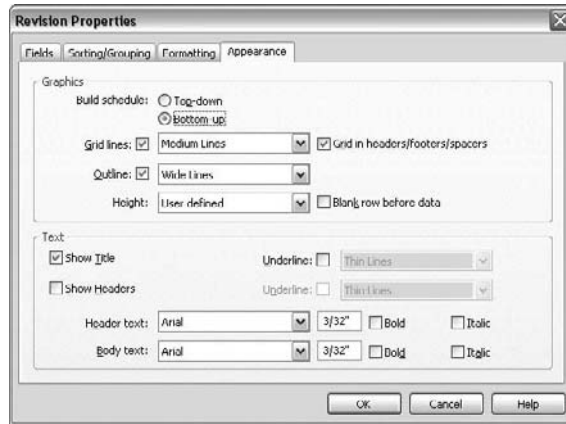 Revision Properties
Fields Sorting/Grouping Formatting Appearance
Graphics
Build schedule: Top-down
Bottom-up
Grid lines: Medium Lines Grid in headers/footers/spacers
Outline: Wide Lines
Height: User defined Blank row before data
Text
Show Title Underline: Thin Lines
Show Headers Underline: Thin Lines
Header text: Arial 3/32" Bold Italic
Body text: Arial 3/32" Bold Italic
OK Cancel Help